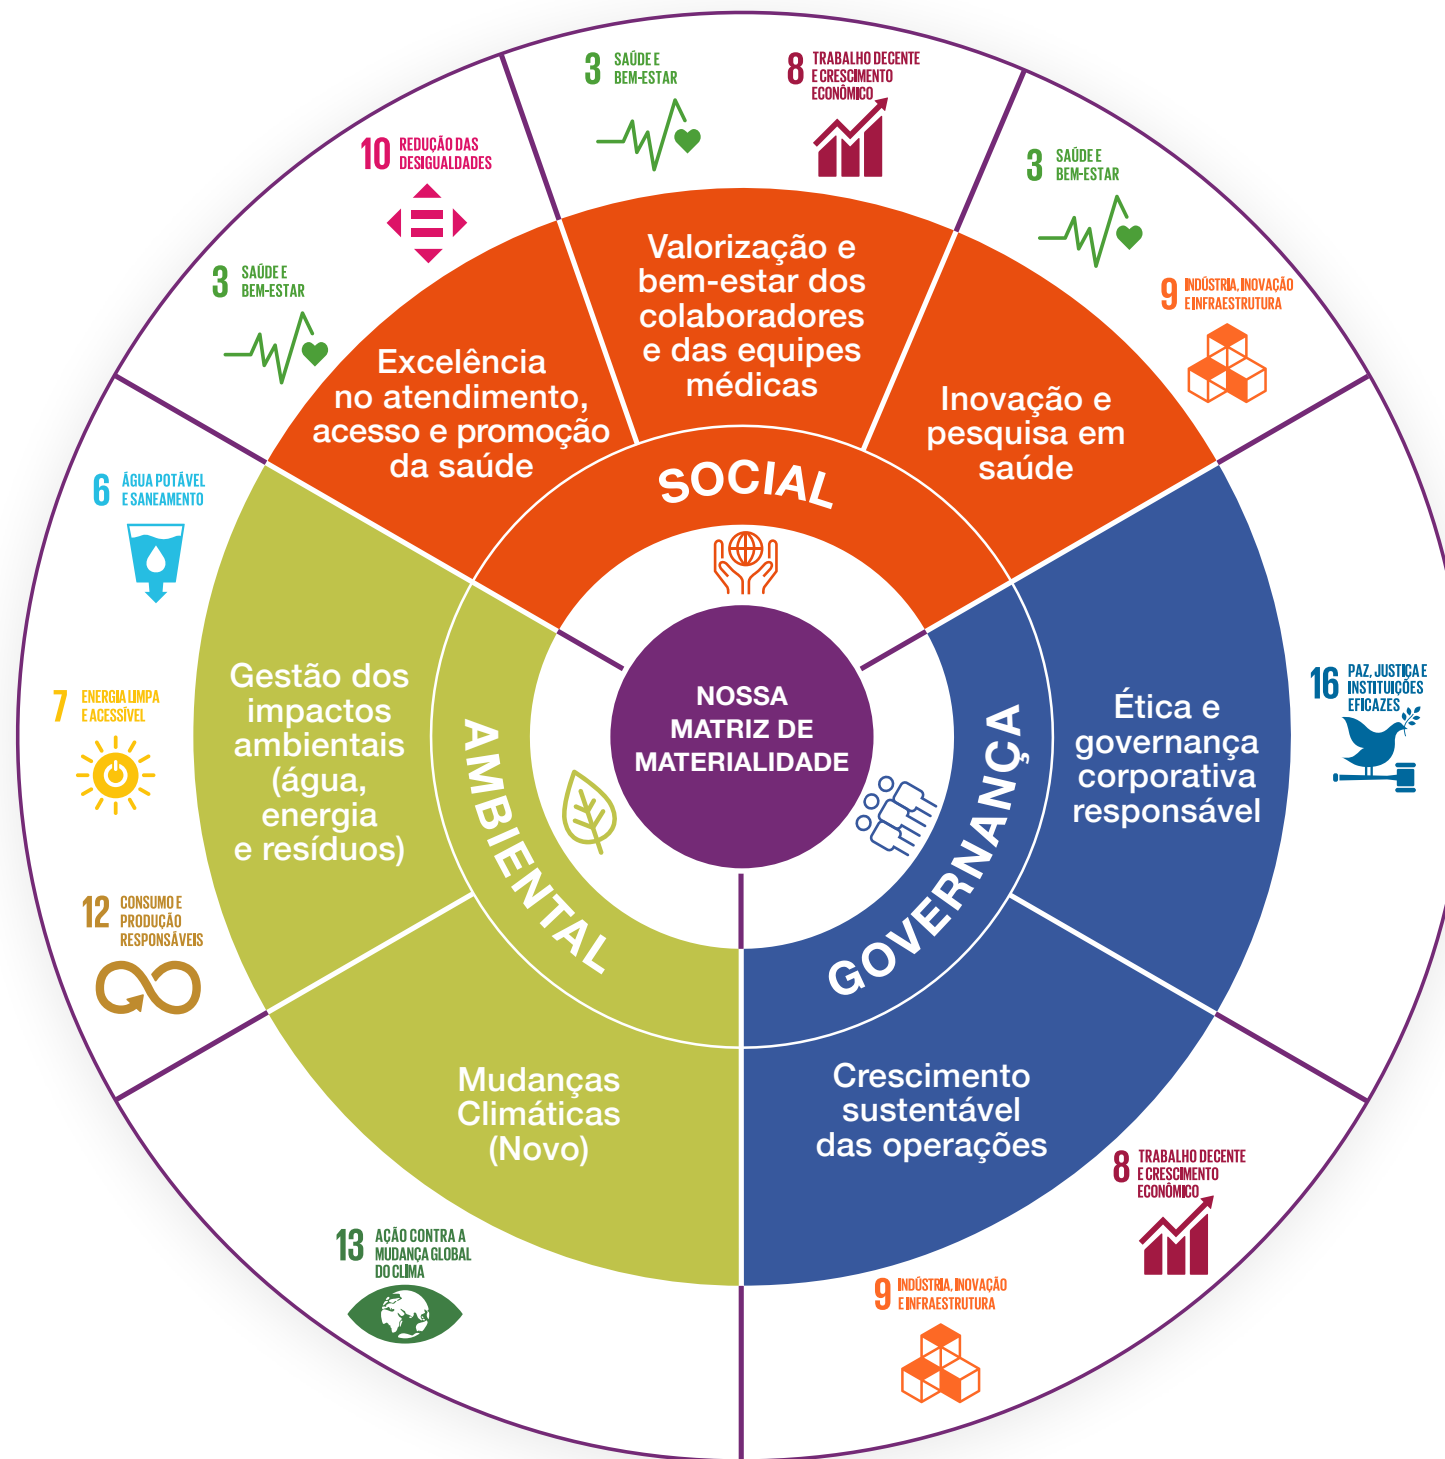 3 SAÚDE E
BEM-ESTAR
8 TRABALHO DECENTE
E CRESCIMENTO
ECONÔMICO
10 REDUÇÃO DAS
DESIGUALDADES
3 SAÚDE E
BEM-ESTAR
3 SAÚDE E
BEM-ESTAR
9 INDÚSTRIA, INOVAÇÃO
E INFRAESTRUTURA
Valorização e
bem-estar dos
colaboradores
e das equipes
médicas
Excelência
no atendimento,
acesso e promoção
da saúde
Inovação e
pesquisa em
saúde
SOCIAL
6 ÁGUA POTÁVEL
E SANEAMENTO
7 ENERGIA LIMPA
E ACESSÍVEL
12 CONSUMO E
PRODUÇÃO
RESPONSÁVEIS
Gestão dos
impactos
ambientais
(água,
energia
e resíduos)
AMBIENTAL
NOSSA
MATRIZ DE
MATERIALIDADE
GOVERNANÇA
Ética e
governança
corporativa
responsável
16 PAZ, JUSTIÇA E
INSTITUIÇÕES
EFICAZES
Mudanças
Climáticas
(Novo)
Crescimento
sustentável
das operações
13 AÇÃO CONTRA A
MUDANÇA GLOBAL
DO CLIMA
8 TRABALHO DECENTE
E CRESCIMENTO
ECONÔMICO
9 INDÚSTRIA, INOVAÇÃO
E INFRAESTRUTURA